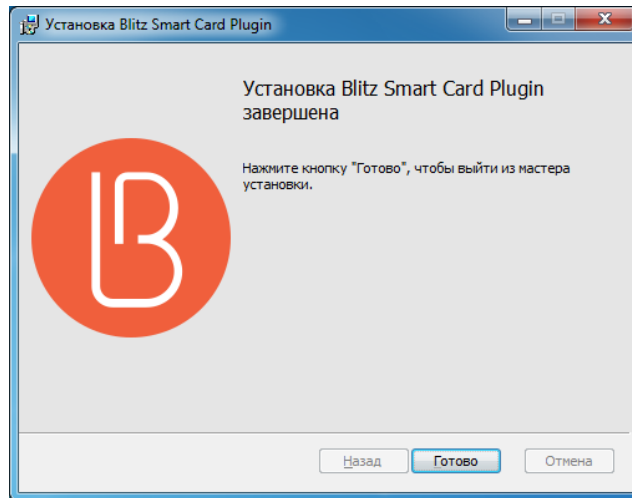 Установка Blitz Smart Card Plugin
Установка Blitz Smart Card Plugin
завершена
Нажмите кнопку "Готово", чтобы выйти из мастера
установки.
Назад Готово Отмена